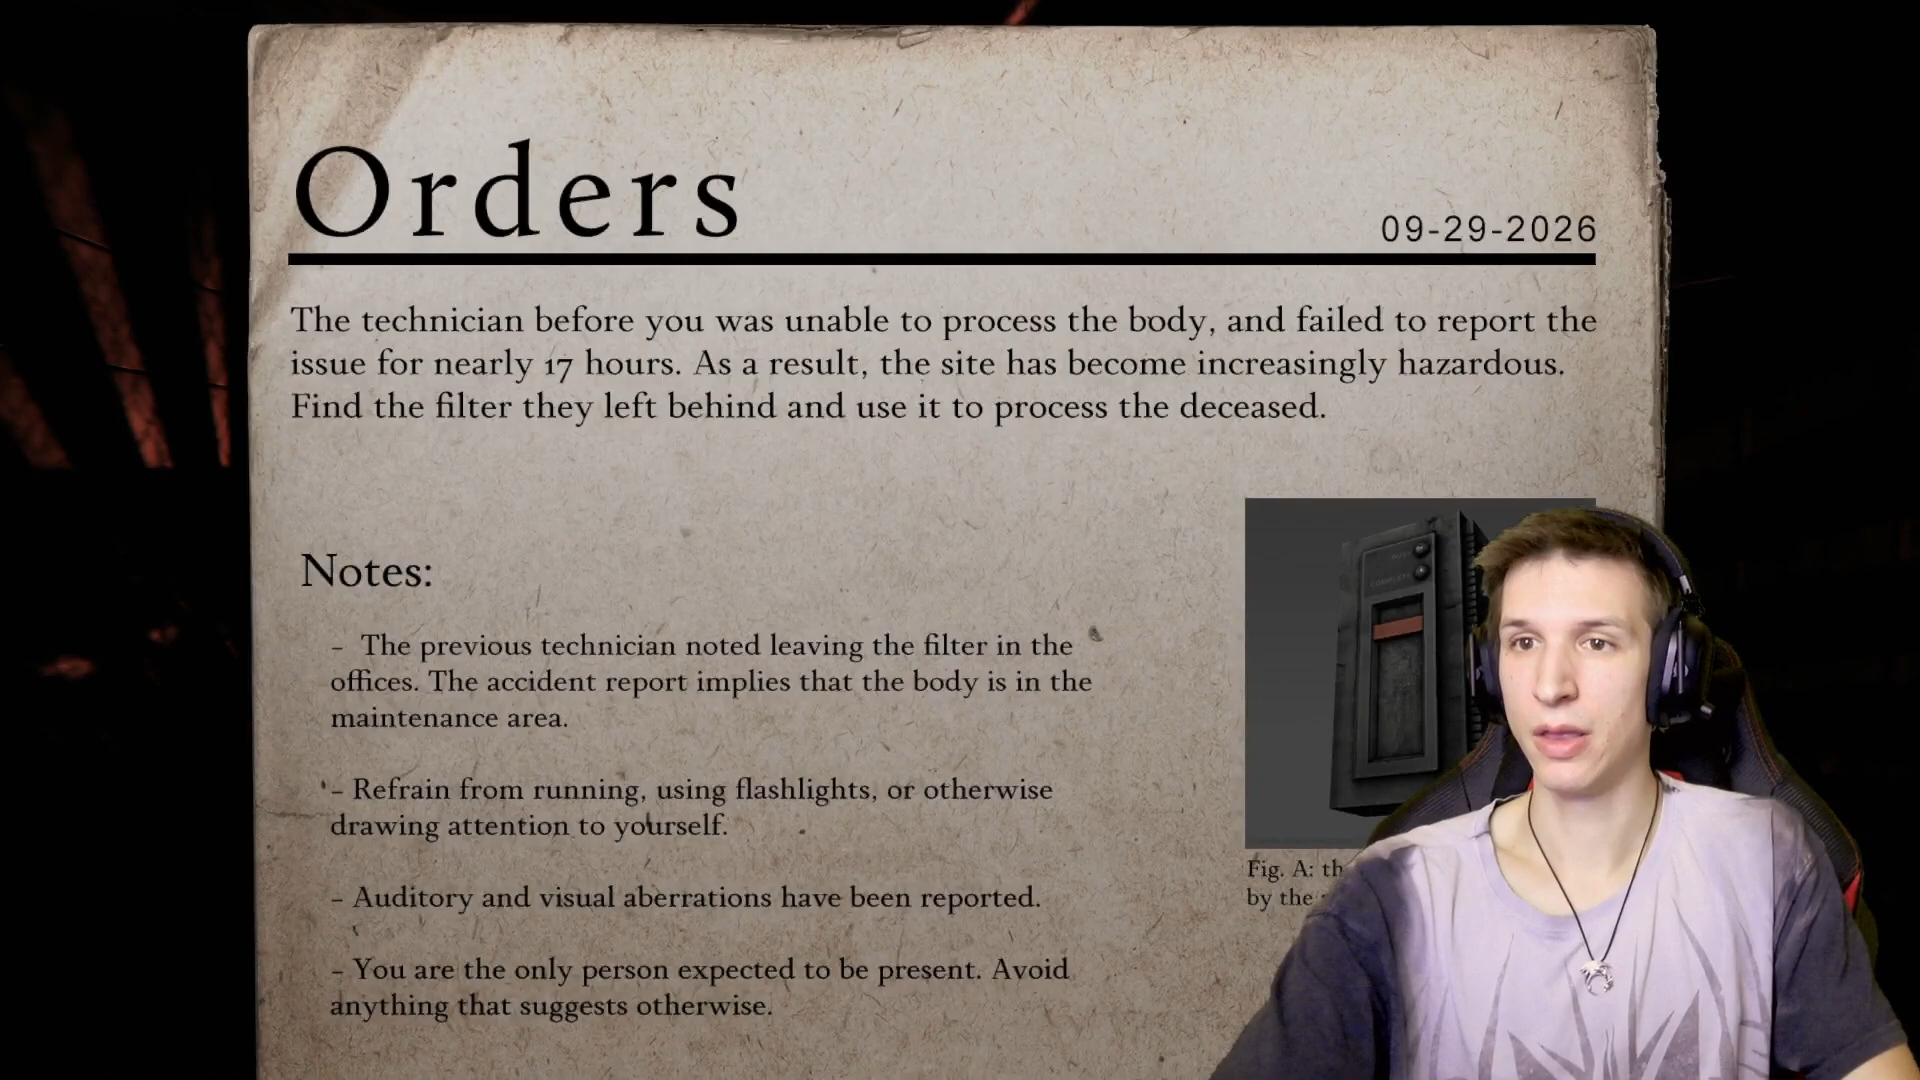 Orders
09-29-2026
The technician before you was unable to process the body, and failed to report the
issue for nearly 17 hours. As a result, the site has become increasingly hazardous.
Find the filter they left behind and use it to process the deceased.
Notes:
- The previous technician noted leaving the filter in the
offices. The accident report implies that the body is in the
maintenance area.
- Refrain from running, using flashlights, or otherwise
drawing attention to yourself.
- Auditory and visual aberrations have been reported.
- You are the only person expected to be present. Avoid
anything that suggests otherwise.
COMPLETE
Fig. A:
by the